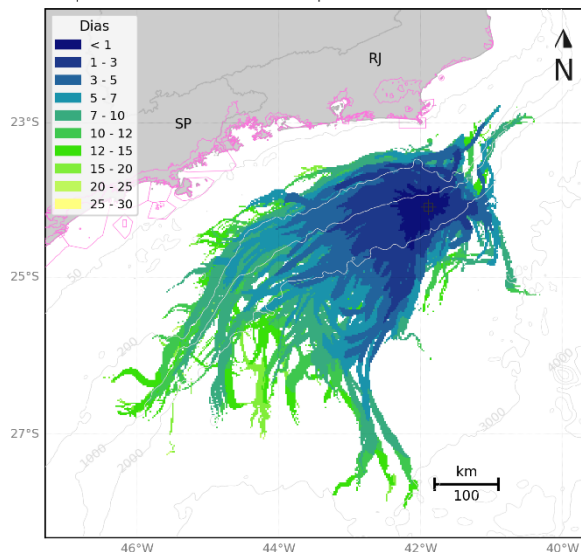 Dias
< 1
1 - 3
3 - 5
5 - 7
7 - 10
10 - 12
12 - 15
15 - 20
20 - 25
25 - 30
RJ
SP
N
23°S
25°S
27°S
50
200
1000
2000
3000
4000
km
100
46°W
44°W
42°W
40°W